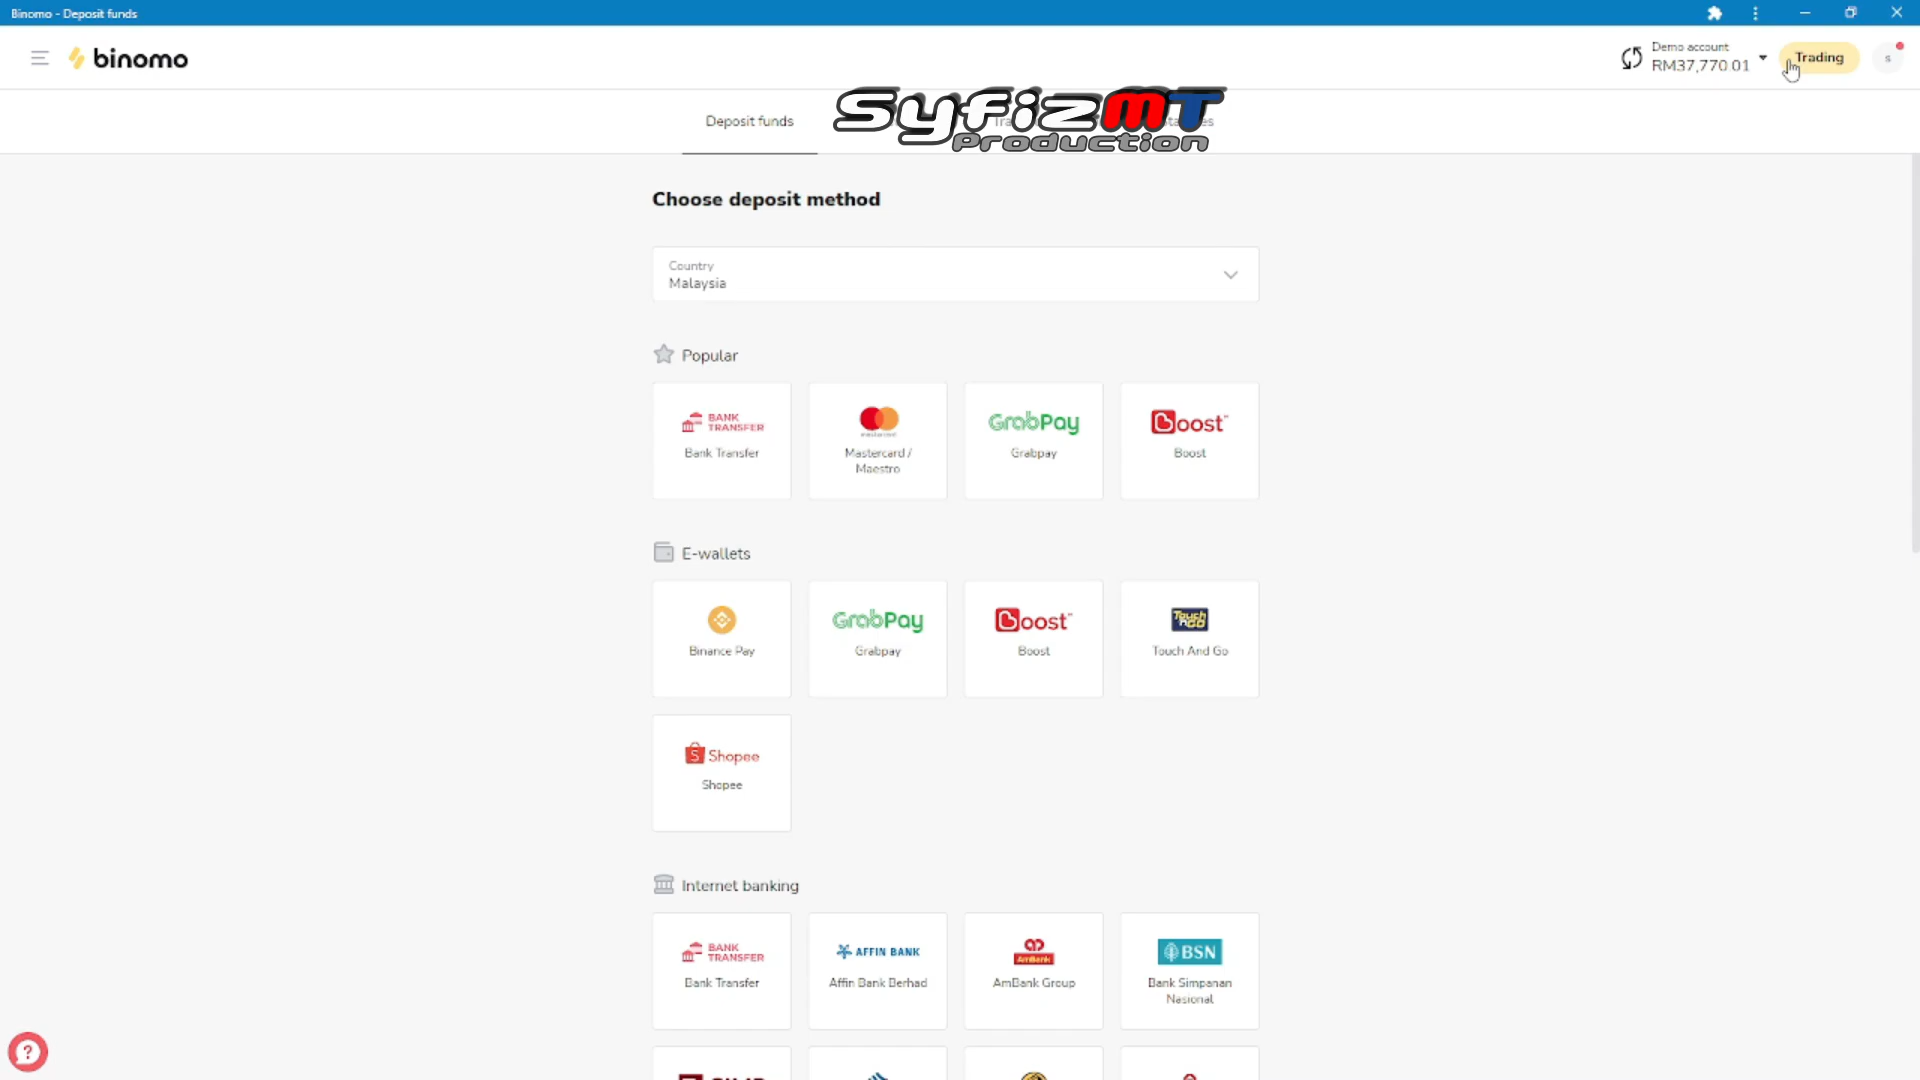 Binomo - Deposit funds
binomo
Demo account
RM37,770.01
Trading
s
Deposit funds
SyfizMT
Production
Choose deposit method
Country
Malaysia
Popular
BANK TRANSFER
Bank Transfer
mastercard
Mastercard / Maestro
GrabPay
Grabpay
Boost
Boost
E-wallets
Binance Pay
GrabPay
Grabpay
Boost
Boost
Touch 'n GO
Touch And Go
Shopee
Shopee
Internet banking
BANK TRANSFER
Bank Transfer
AFFIN BANK
Affin Bank Berhad
AmBank
AmBank Group
BSN
Bank Simpanan Nasional